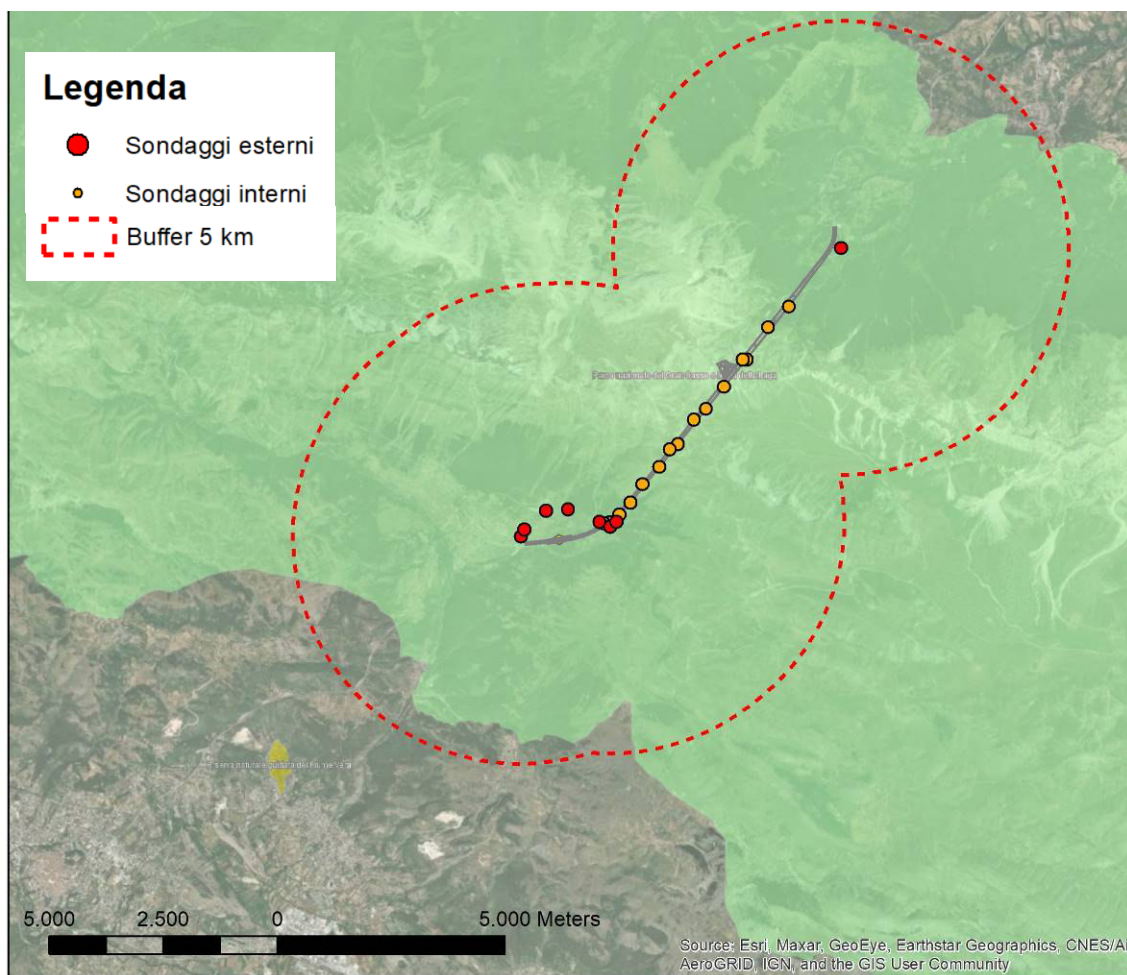 Legenda
Sondaggi esterni
Sondaggi interni
Buffer 5 km
5.000 2.500 0 5.000 Meters
Source: Esri, Maxar, GeoEye, Earthstar Geographics, CNES/Ai
AeroGRID, IGN, and the GIS User Community